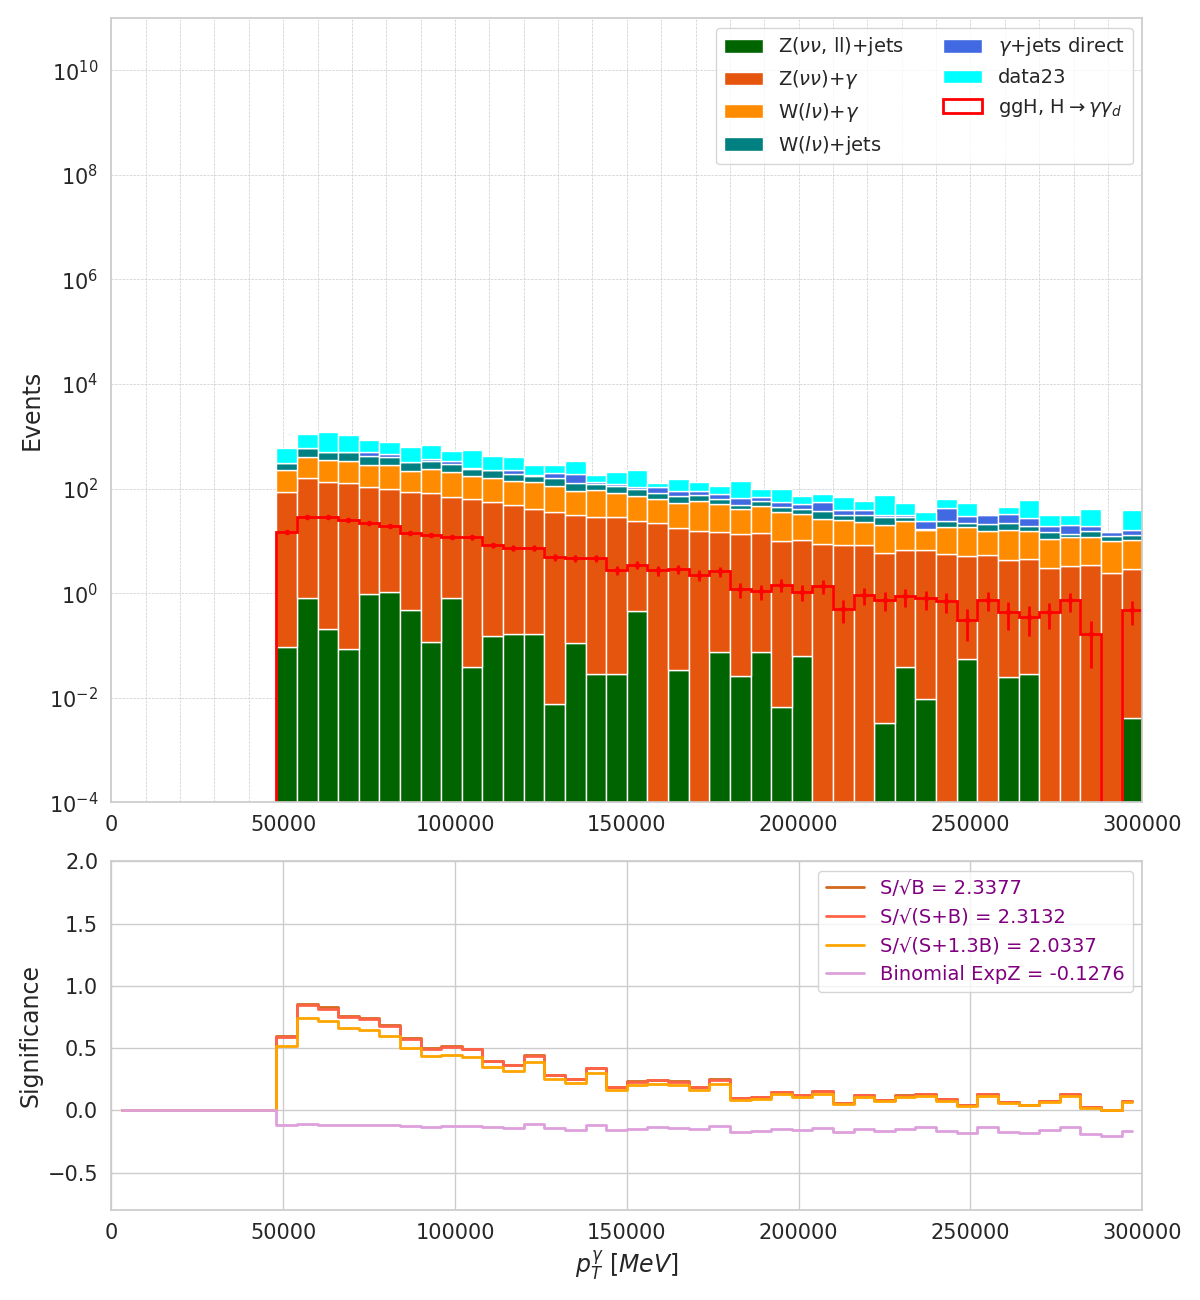 Z(νν, ll)+jets
Z(νν)+γ
W(lν)+γ
W(lν)+jets
γ+jets direct
data23
ggH, H→γγ_d
Events
10^10
10^8
10^6
10^4
10^2
10^0
10^−2
10^−4
0 50000 100000 150000 200000 250000 300000
S/√B = 2.3377
S/√(S+B) = 2.3132
S/√(S+1.3B) = 2.0337
Binomial ExpZ = -0.1276
Significance
2.0
1.5
1.0
0.5
0.0
−0.5
0 50000 100000 150000 200000 250000 300000
p_T^γ [MeV]